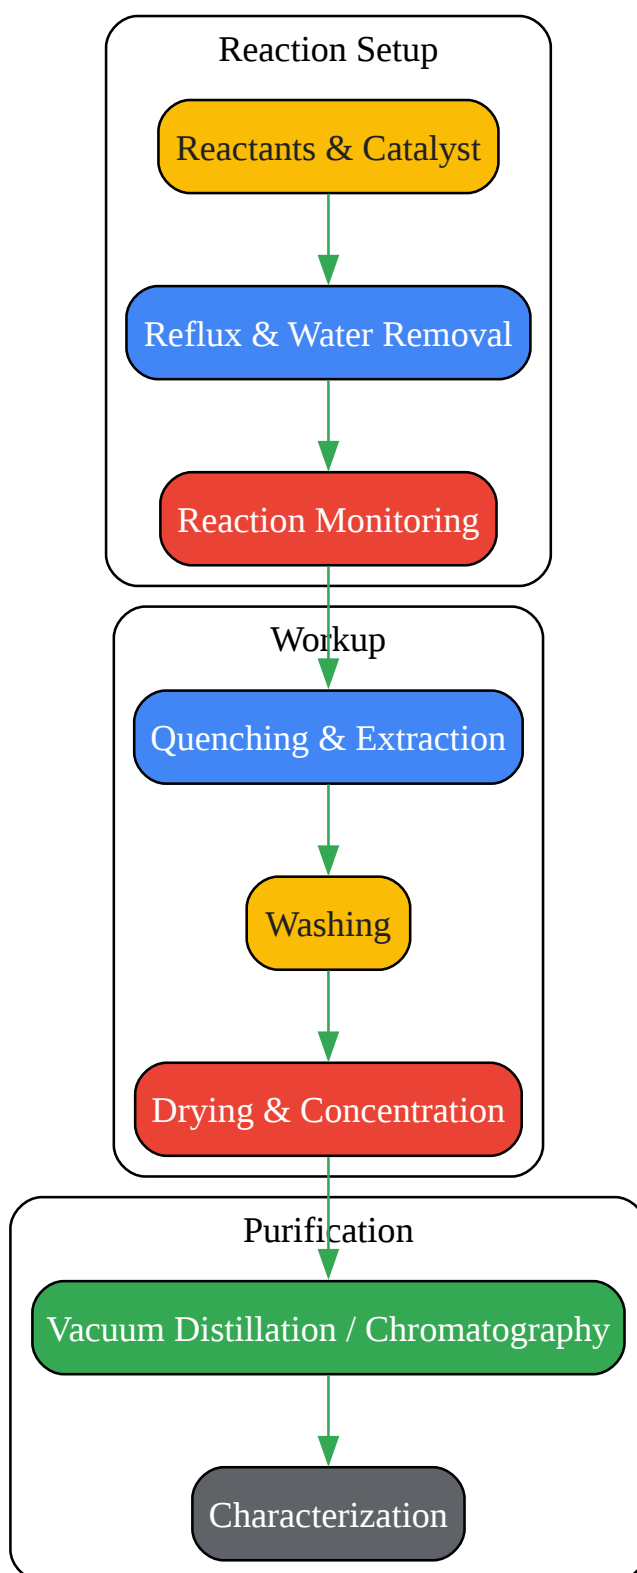 Reaction Setup
Reactants & Catalyst
Reflux & Water Removal
Reaction Monitoring
Workup
Quenching & Extraction
Washing
Drying & Concentration
Purification
Vacuum Distillation / Chromatography
Characterization